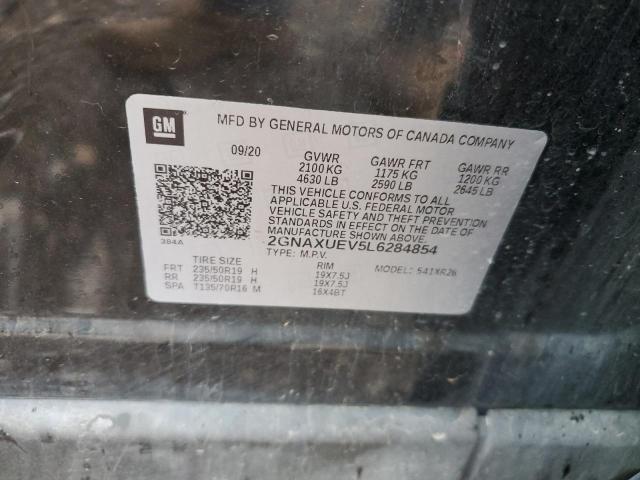 GM
MFD BY GENERAL MOTORS OF CANADA COMPANY
09/20 GVWR GAWR FRT GAWR RR
2100 KG 1175 KG 1200 KG
4630 LB 2590 LB 2645 LB
THIS VEHICLE CONFORMS TO ALL
APPLICABLE U.S. FEDERAL MOTOR
VEHICLE SAFETY AND THEFT PREVENTION
STANDARDS IN EFFECT ON THE DATE OF
MANUFACTURE SHOWN ABOVE.
384A
2GNAXUEV5L6284854
TYPE: M.P.V. MODEL: S41XR26
TIRE SIZE RIM
FRT 235/50R19 H 19X7.5J
RR 235/50R19 H 19X7.5J
SPA T135/70R16 M 16X4BT